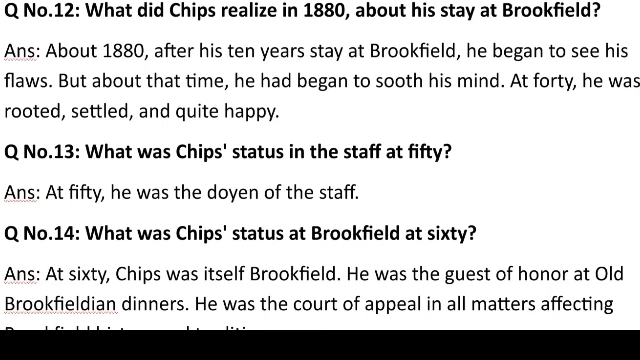 Q No.12: What did Chips realize in 1880, about his stay at Brookfield?
Ans: About 1880, after his ten years stay at Brookfield, he began to see his
flaws. But about that time, he had began to sooth his mind. At forty, he was
rooted, settled, and quite happy.
Q No.13: What was Chips' status in the staff at fifty?
Ans: At fifty, he was the doyen of the staff.
Q No.14: What was Chips' status at Brookfield at sixty?
Ans: At sixty, Chips was itself Brookfield. He was the guest of honor at Old
Brookfieldian dinners. He was the court of appeal in all matters affecting